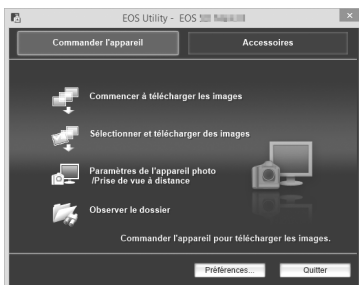 EOS Utility - EOS
Commander l'appareil
Accessoires
Commencer à télécharger les images
Sélectionner et télécharger des images
Paramètres de l'appareil photo
/Prise de vue à distance
Observer le dossier
Commander l'appareil pour télécharger les images.
Préférences...
Quitter